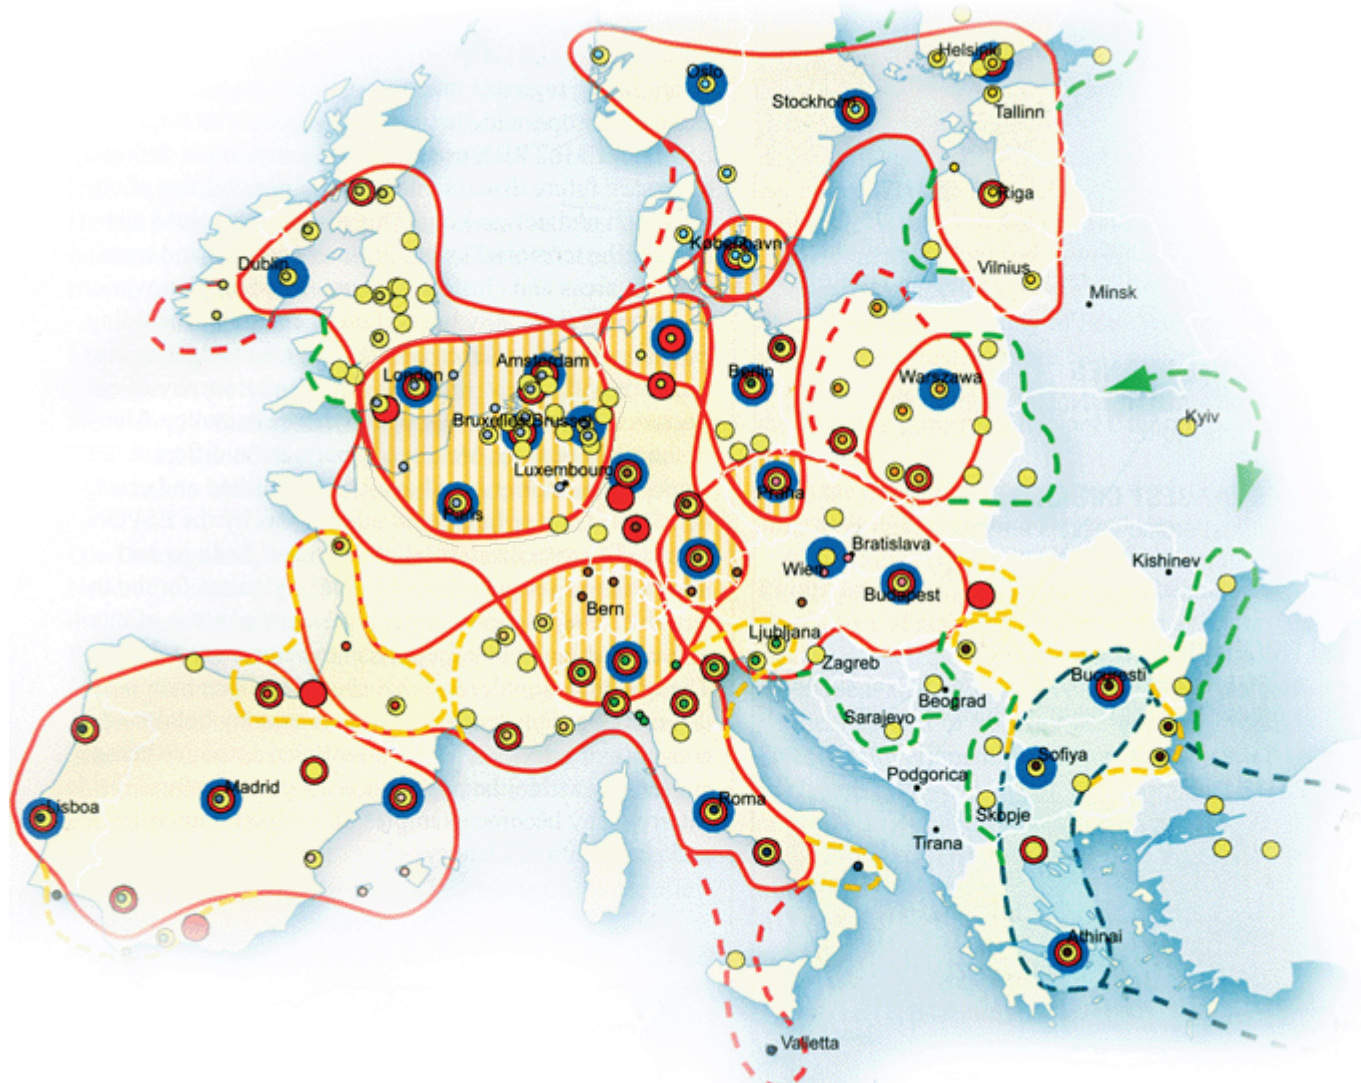 Helsinki
Oslo
Stockholm
Tallinn
Riga
København
Dublin
Vilnius
Minsk
Amsterdam
London
Berlin
Warszawa
Bruxelles/Brussel
Kyiv
Luxembourg
Praha
Paris
Bratislava
Wien
Kishinev
Budapest
Bern
Ljubljana
Zagreb
Bucuresti
Beograd
Sarajevo
Sofiya
Podgorica
Madrid
Roma
Lisboa
Skopje
Tirana
Athinai
Valletta